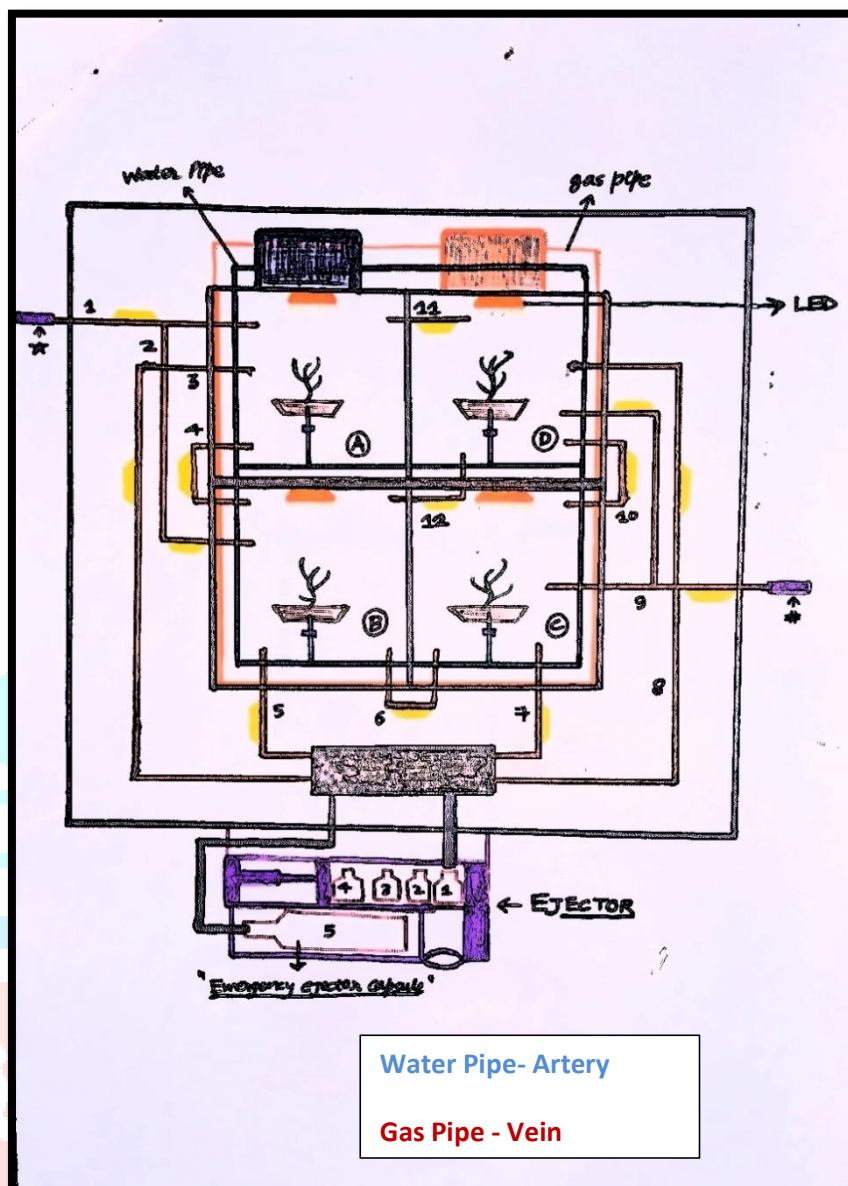 Water Pipe
gas pipe
LED
1
☆
2
3
4
11
A
D
12
10
9
#
B
C
5
6
7
8
4 3 2 1
← EJECTOR
5
"Emergency ejector capsule"
Water Pipe- Artery
Gas Pipe - Vein